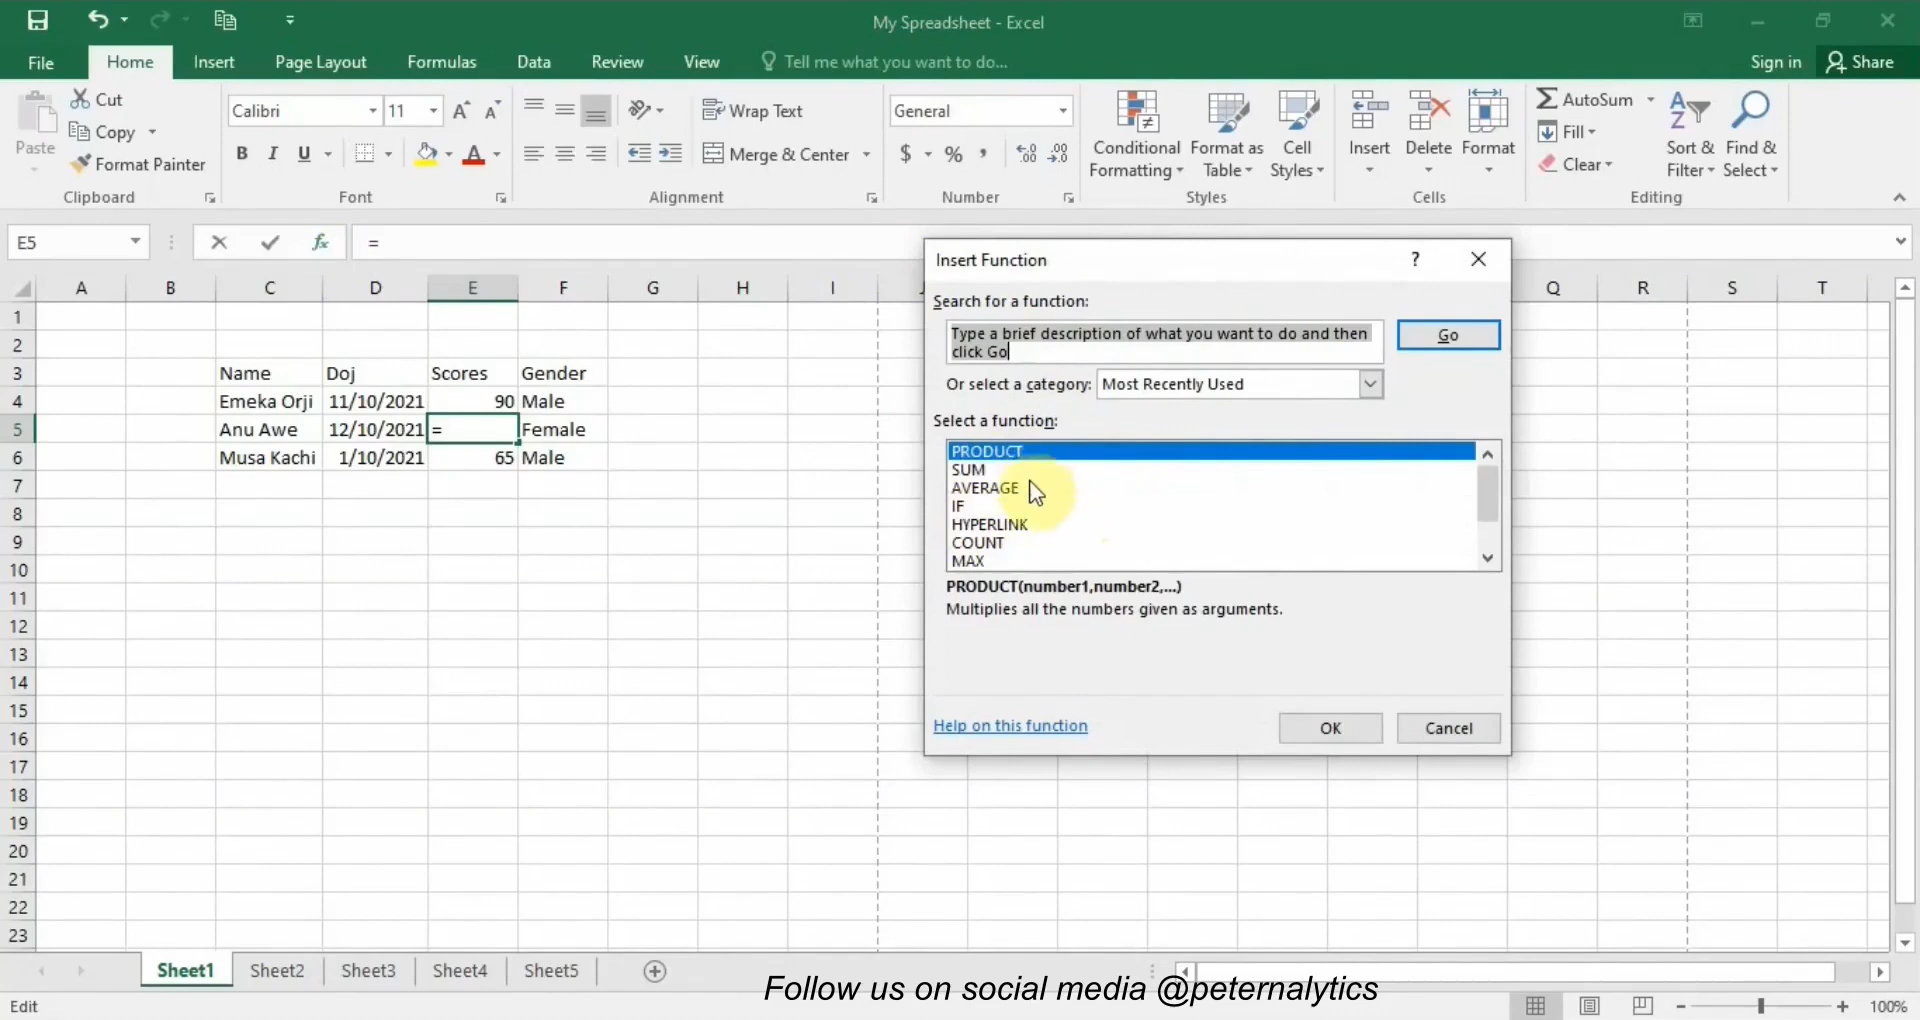 My Spreadsheet - Excel
File Home Insert Page Layout Formulas Data Review View Tell me what you want to do... Sign in Share
Paste Cut Copy Format Painter
Clipboard
Calibri 11
B I U A
Font
Wrap Text
Merge & Center
Alignment
General
$ % ,
Number
Conditional Formatting Format as Table Cell Styles
Styles
Insert Delete Format
Cells
AutoSum
Fill
Clear
Sort & Filter Find & Select
Editing
E5 fx =
A B C D E F G H I Q R S T
1
2
3 Name Doj Scores Gender
4 Emeka Orji 11/10/2021 90 Male
5 Anu Awe 12/10/2021 = Female
6 Musa Kachi 1/10/2021 65 Male
7
8
9
10
11
12
13
14
15
16
17
18
19
20
21
22
23
Insert Function ?
Search for a function:
Type a brief description of what you want to do and then
click Go
Go
Or select a category: Most Recently Used
Select a function:
PRODUCT
SUM
AVERAGE
IF
HYPERLINK
COUNT
MAX
PRODUCT(number1,number2,...)
Multiplies all the numbers given as arguments.
Help on this function OK Cancel
Sheet1 Sheet2 Sheet3 Sheet4 Sheet5
Follow us on social media @peternalytics
Edit 100%